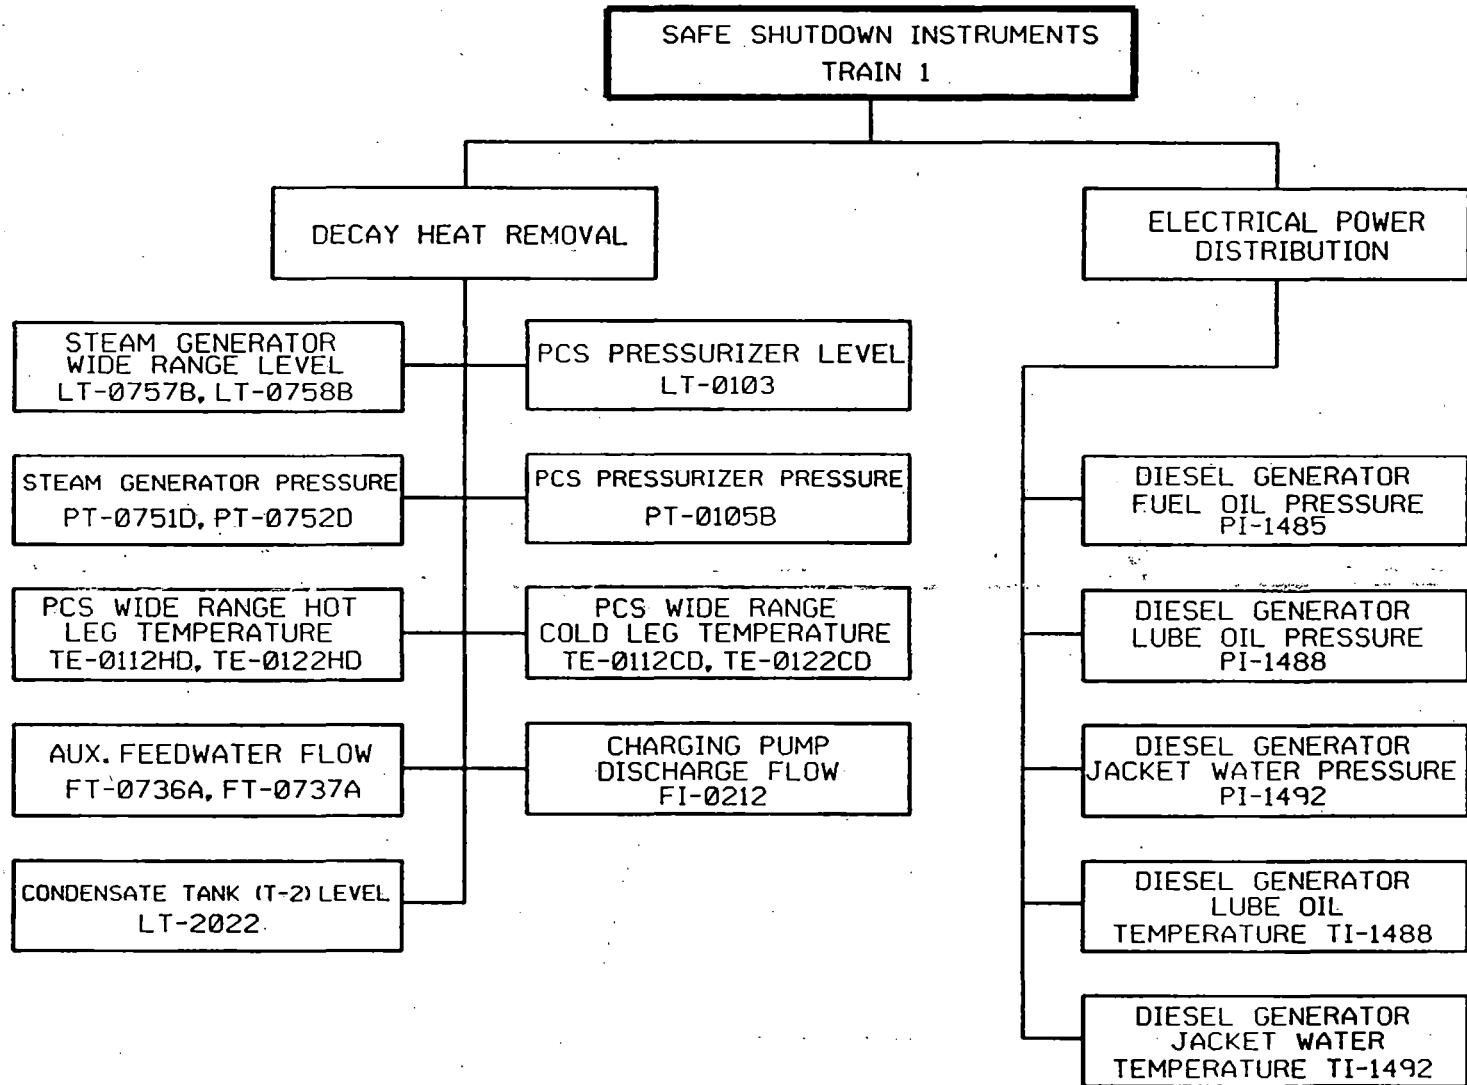 SAFE SHUTDOWN INSTRUMENTS
TRAIN 1
DECAY HEAT REMOVAL
ELECTRICAL POWER
DISTRIBUTION
STEAM GENERATOR
WIDE RANGE LEVEL
LT-0757B, LT-0758B
PCS PRESSURIZER LEVEL
LT-0103
STEAM GENERATOR PRESSURE
PT-0751D, PT-0752D
PCS PRESSURIZER PRESSURE
PT-0105B
DIESEL GENERATOR
FUEL OIL PRESSURE
PI-1485
PCS WIDE RANGE HOT
LEG TEMPERATURE
TE-0112HD, TE-0122HD
PCS WIDE RANGE
COLD LEG TEMPERATURE
TE-0112CD, TE-0122CD
DIESEL GENERATOR
LUBE OIL PRESSURE
PI-1488
AUX. FEEDWATER FLOW
FT-0736A, FT-0737A
CHARGING PUMP
DISCHARGE FLOW
FI-0212
DIESEL GENERATOR
JACKET WATER PRESSURE
PI-1492
CONDENSATE TANK (T-2) LEVEL
LT-2022
DIESEL GENERATOR
LUBE OIL
TEMPERATURE TI-1488
DIESEL GENERATOR
JACKET WATER
TEMPERATURE TI-1492